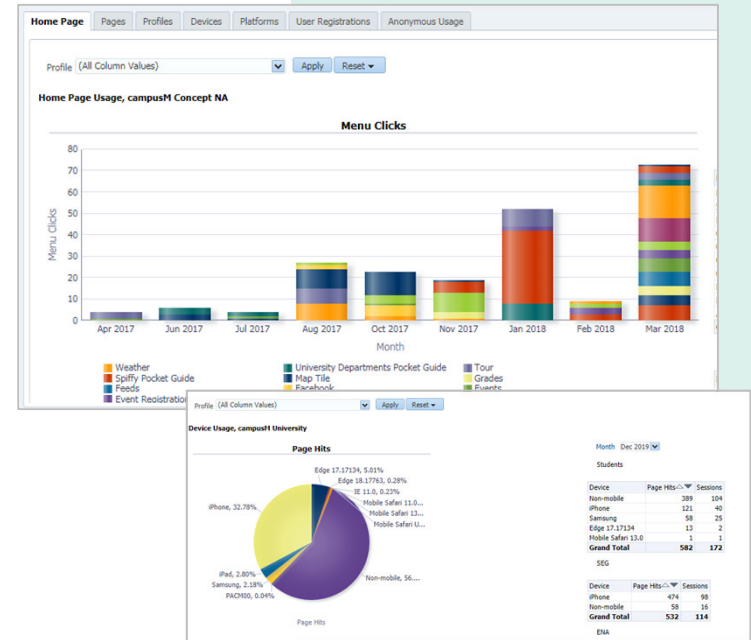 Home Page Pages Profiles Devices Platforms User Registrations Anonymous Usage
Profile (All Column Values) Apply Reset
Home Page Usage, campusM Concept NA
Menu Clicks
80
70
60
50
40
30
20
10
0
Menu Clicks
Apr 2017 Jun 2017 Jul 2017 Aug 2017 Oct 2017 Nov 2017 Jan 2018 Feb 2018 Mar 2018
Month
Weather University Departments Pocket Guide Tour
Spiffy Pocket Guide Map Tile Grades
Feeds Facebook Events
Event Registration
Profile (All Column Values) Apply Reset
Device Usage, campusM University
Page Hits
Edge 17.17134, 5.01%
Edge 18.17763, 0.28%
IE 11.0, 0.23%
Mobile Safari 11.0...
Mobile Safari 13...
Mobile Safari U...
iPhone, 32.78%
Non-mobile, 56....
iPad, 2.80%
Samsung, 2.18%
PACM00, 0.04%
Page Hits
Month Dec 2019
Students
Device Page Hits Sessions
Non-mobile 389 104
iPhone 121 40
Samsung 58 25
Edge 17.17134 13 2
Mobile Safari 13.0 1 1
Grand Total 582 172
SEG
Device Page Hits Sessions
iPhone 474 98
Non-mobile 58 16
Grand Total 532 114
ENA